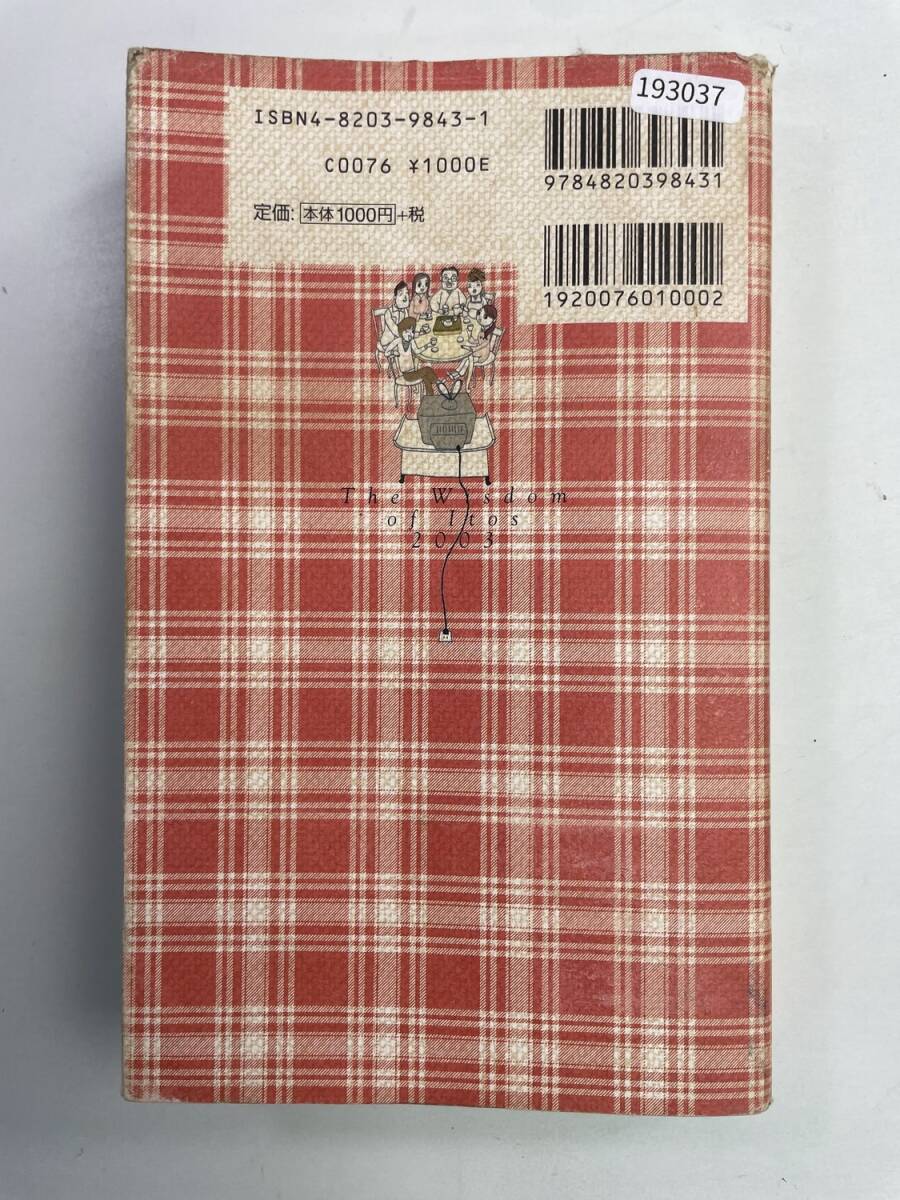 193037
ISBN4-8203-9843-1
C0076 ¥1000E
定価: 本体1000円+税
9784820398431
1920076010002
The Wisdom
of Itos
2003